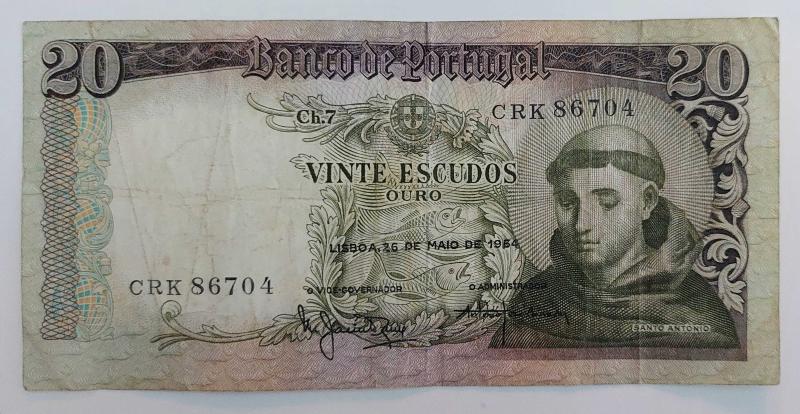 20 Banco de Portugal 20
Ch.7 CRK 86704
VINTE ESCUDOS
OURO
LISBOA, 26 DE MAIO DE 1964
CRK 86704
O VICE-GOVERNADOR O ADMINISTRADOR
SANTO ANTÓNIO